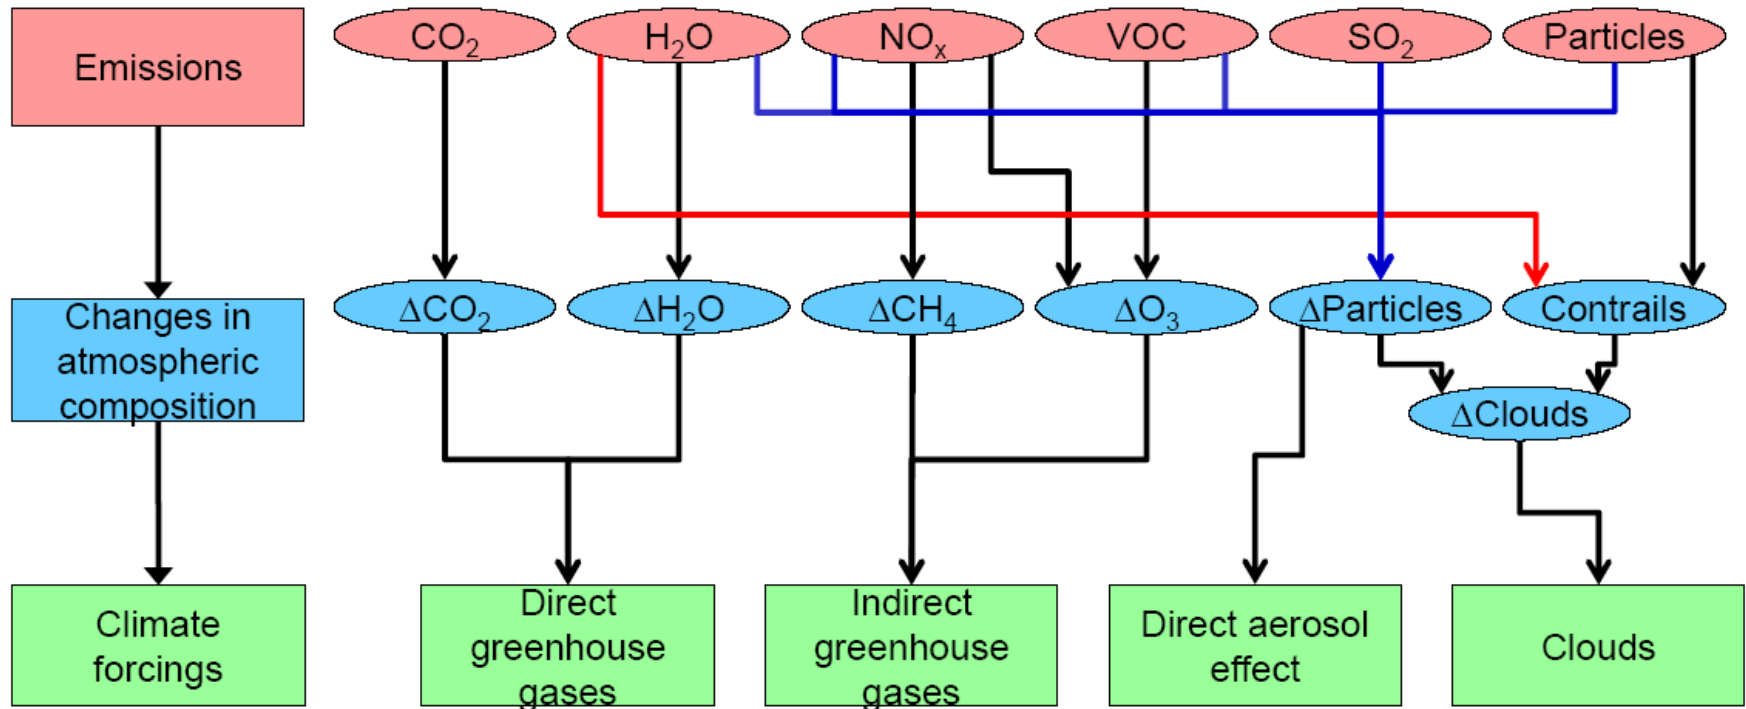 Emissions
CO₂
H₂O
NOₓ
VOC
SO₂
Particles
Changes in
atmospheric
composition
ΔCO₂
ΔH₂O
ΔCH₄
ΔO₃
ΔParticles
Contrails
ΔClouds
Climate
forcings
Direct
greenhouse
gases
Indirect
greenhouse
gases
Direct aerosol
effect
Clouds